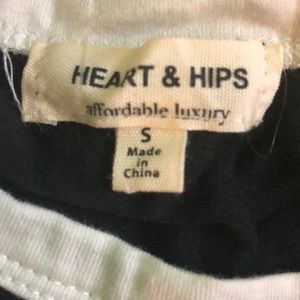 HEART & HIPS
affordable luxury
S
Made
in
China